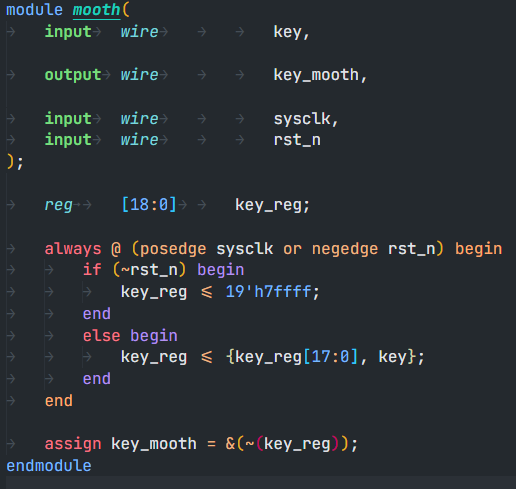 module mooth(
input wire key,
output wire key_mooth,
input wire sysclk,
input wire rst_n
);
reg [18:0] key_reg;
always @ (posedge sysclk or negedge rst_n) begin
if (~rst_n) begin
key_reg <= 19'h7ffff;
end
else begin
key_reg <= {key_reg[17:0], key};
end
end
assign key_mooth = &(~(key_reg));
endmodule